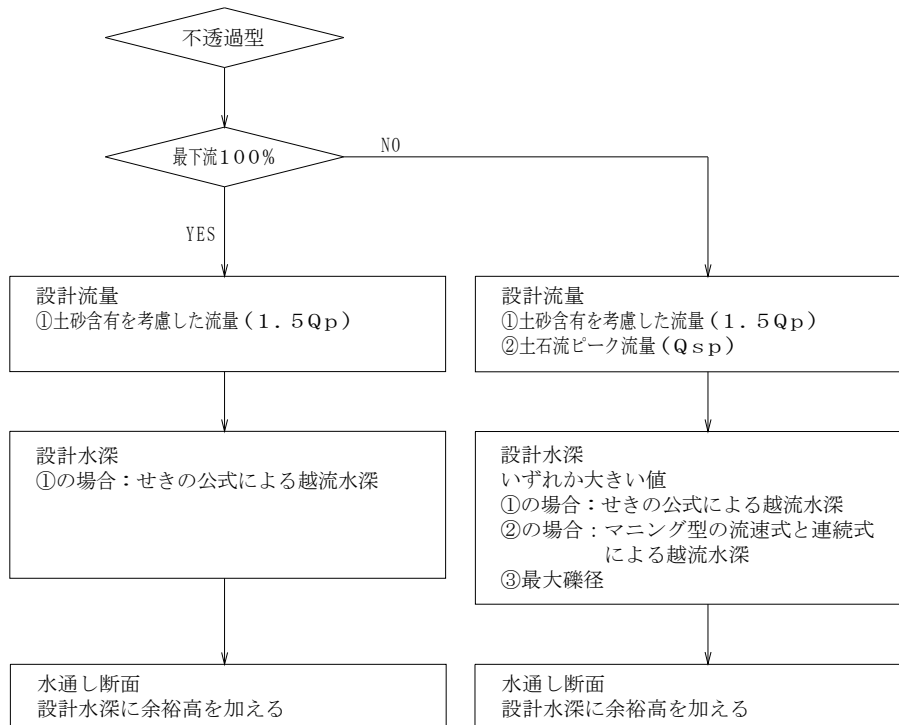 不透過型
最下流100%
NO
YES
設計流量
①土砂含有を考慮した流量(1.5Qp)
設計流量
①土砂含有を考慮した流量(1.5Qp)
②土石流ピーク流量(Qsp)
設計水深
①の場合:せきの公式による越流水深
設計水深
いずれか大きい値
①の場合:せきの公式による越流水深
②の場合:マニング型の流速式と連続式
による越流水深
③最大礫径
水通し断面
設計水深に余裕高を加える
水通し断面
設計水深に余裕高を加える